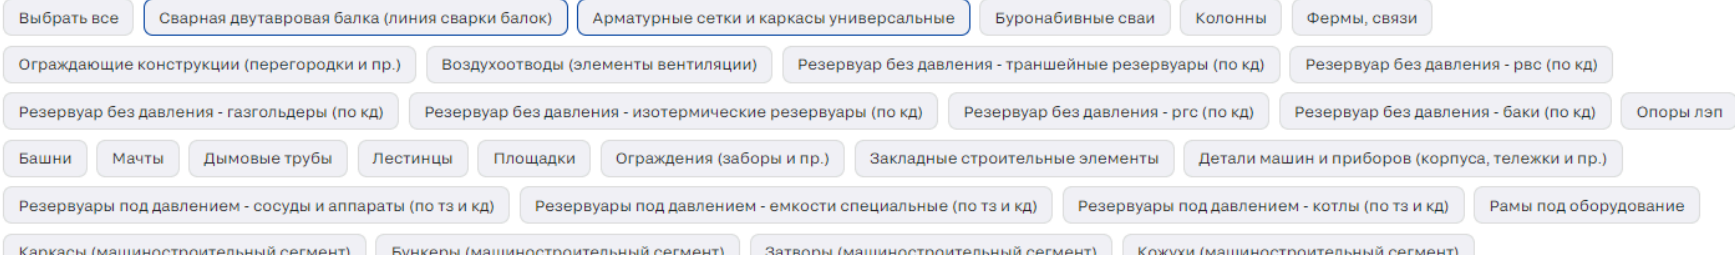 Выбрать все Сварная двутавровая балка (линия сварки балок) Арматурные сетки и каркасы универсальные Буронабивные сваи Колонны Фермы, связи
Ограждающие конструкции (перегородки и пр.) Воздухоотводы (элементы вентиляции) Резервуар без давления - траншейные резервуары (по кд) Резервуар без давления - рвс (по кд)
Резервуар без давления - газгольдеры (по кд) Резервуар без давления - изотермические резервуары (по кд) Резервуар без давления - ргс (по кд) Резервуар без давления - баки (по кд) Опоры лэп
Башни Мачты Дымовые трубы Лестинцы Площадки Ограждения (заборы и пр.) Закладные строительные элементы Детали машин и приборов (корпуса, тележки и пр.)
Резервуары под давлением - сосуды и аппараты (по тз и кд) Резервуары под давлением - емкости специальные (по тз и кд) Резервуары под давлением - котлы (по тз и кд) Рамы под оборудование
Каркасы (машиностроительный сегмент) Бункеры (машиностроительный сегмент) Затворы (машиностроительный сегмент) Кожухи (машиностроительный сегмент)